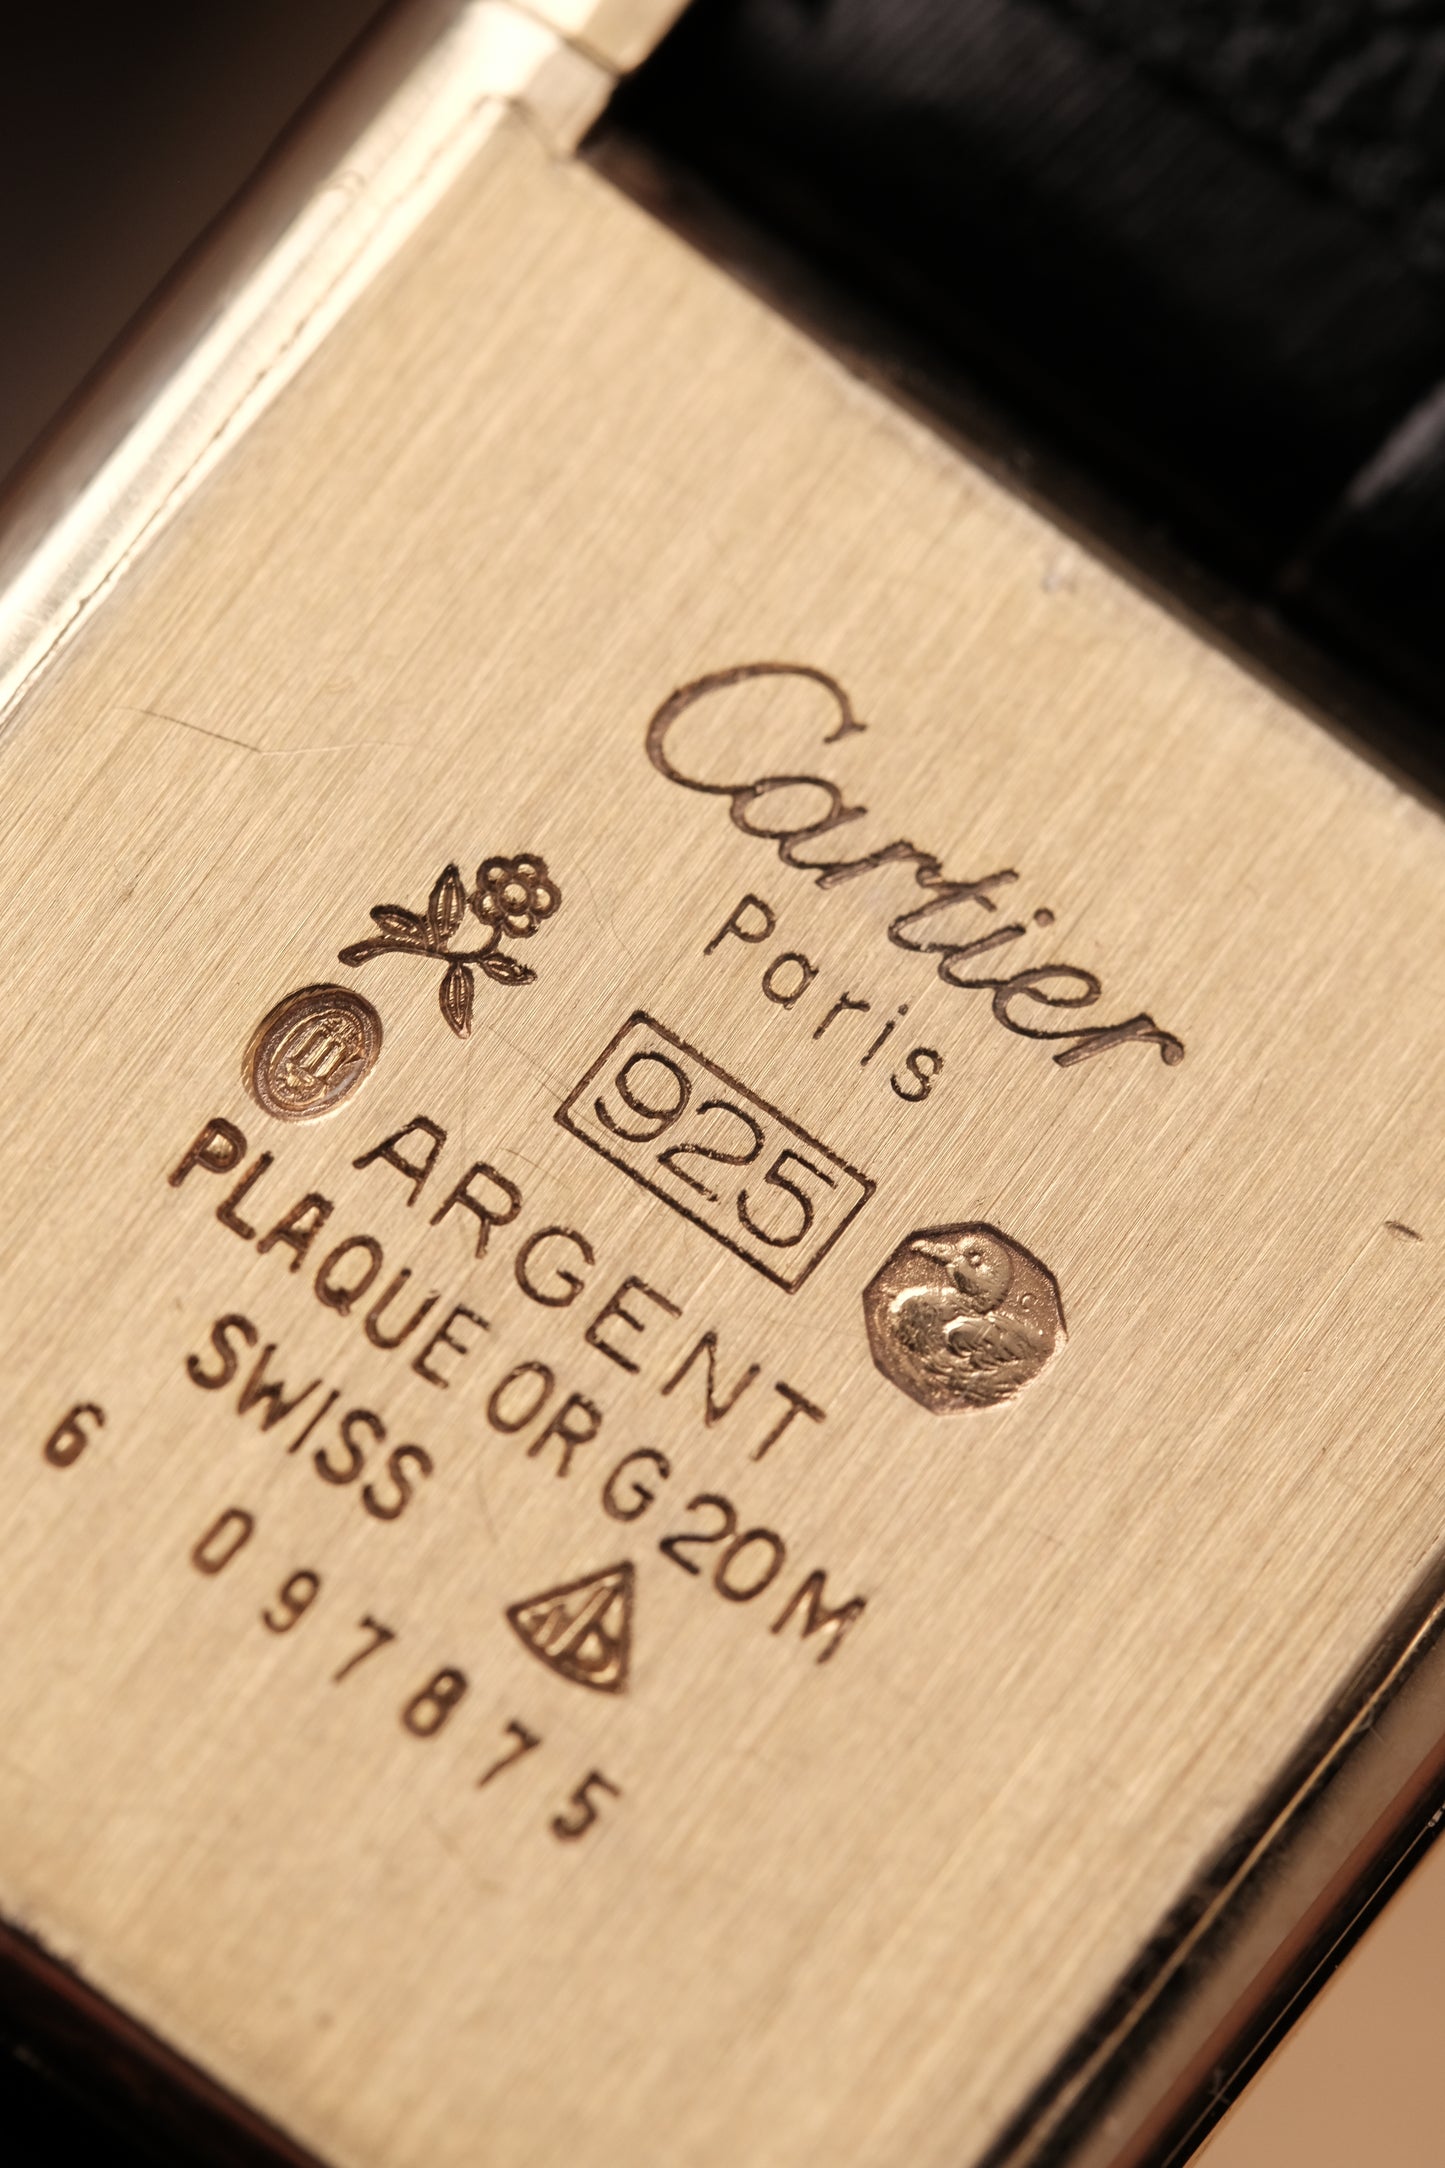 Cartier
Paris
925
ARGENT
PLAQUE OR G 20M
SWISS
6 097875